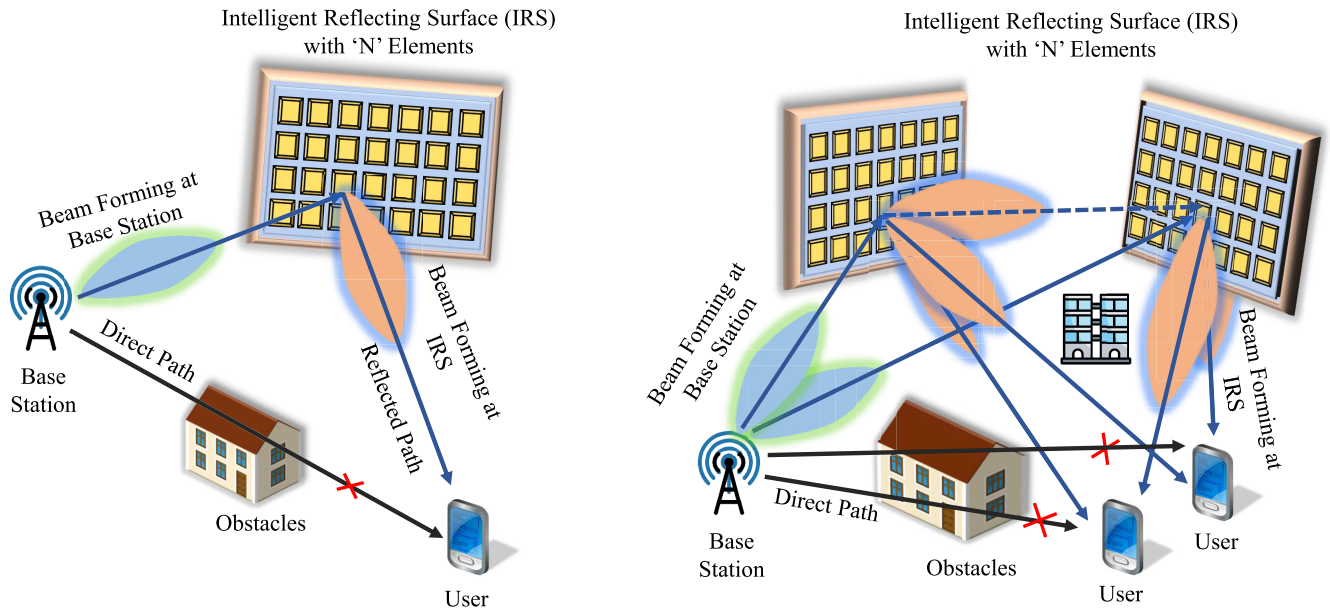 Intelligent Reflecting Surface (IRS)
with ‘N’ Elements
Beam Forming at
Base Station
Beam Forming at
IRS
Reflected Path
Direct Path
Base
Station
Obstacles
User
Intelligent Reflecting Surface (IRS)
with ‘N’ Elements
Beam Forming at
Base Station
Beam Forming at
IRS
Direct Path
Base
Station
Obstacles
User
User